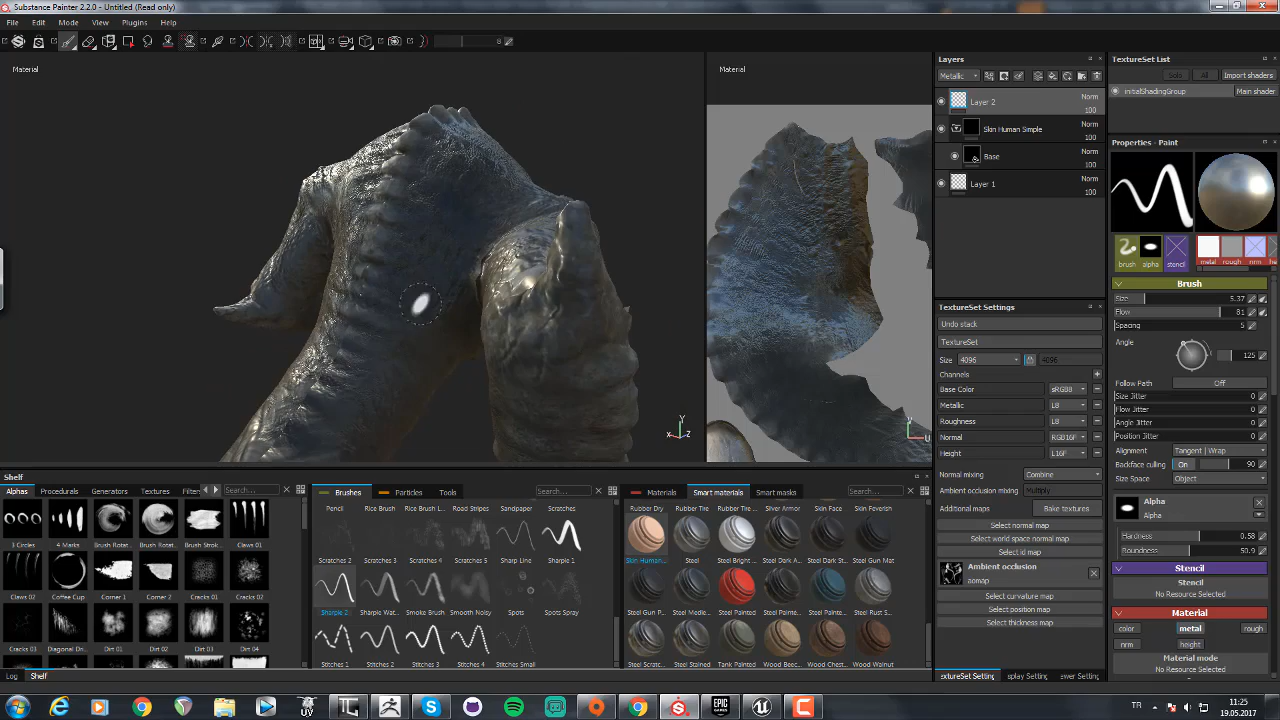 Substance Painter 2.2.0 - Untitled (Read only)
File Edit Mode View Plugins Help
8
Material
Material
Layers
Metallic
Layer 2 Norm 100
Skin Human Simple Norm 100
Base Norm 100
Layer 1 Norm 100
TextureSet List
Solo All Import shaders
initialShadingGroup Main shader
Properties - Paint
brush alpha stencil metal rough nrm he
Brush
Size 5.37
Flow 81
Spacing 5
Angle 125
Follow Path Off
Size Jitter 0
Flow Jitter 0
Angle Jitter 0
Position Jitter 0
Alignment Tangent | Wrap
Backface culling On 90
Size Space Object
Alpha
Alpha
Hardness 0.58
Roundness 50.9
Stencil
Stencil
No Resource Selected
Material
color metal rough
nrm height
Material mode
No Resource Selected
TextureSet Settings
Undo stack
TextureSet
Size 4096 4096
Channels
Base Color sRGB8
Metallic L8
Roughness L8
Normal RGB16F
Height L16F
Normal mixing Combine
Ambient occlusion mixing Multiply
Additional maps Bake textures
Select normal map
Select world space normal map
Select id map
Ambient occlusion
aomap
Select curvature map
Select position map
Select thickness map
extureSet Setting splay Setting ewer Setting
X Y Z
U
Shelf
Alphas Procedurals Generators Textures Filters Search...
3 Circles 4 Marks Brush Rotat... Brush Rotat... Brush Strok... Claws 01
Claws 02 Coffee Cup Corner 1 Corner 2 Cracks 01 Cracks 02
Cracks 03 Diagonal Dr... Dirt 01 Dirt 02 Dirt 03 Dirt 04
Brushes Particles Tools Search...
Pencil Rice Brush Rice Brush L... Road Stripes Sandpaper Scratches
Scratches 2 Scratches 3 Scratches 4 Scratches 5 Sharp Line Sharpie 1
Sharpie 2 Sharpie Wat... Smoke Brush Smooth Noisy Spots Spots Spray
Stitches 1 Stitches 2 Stitches 3 Stitches 4 Stitches Small
Materials Smart materials Smart masks Search...
Rubber Dry Rubber Tire Rubber Tire ... Silver Armor Skin Face Skin Feverish
Skin Human... Steel Steel Bright ... Steel Dark S... Steel Dark St... Steel Gun Mat
Steel Gun P... Steel Medie... Steel Painted Steel Painte... Steel Painte... Steel Rust S...
Steel Scratc... Steel Stained Tank Painted Wood Beec... Wood Chest... Wood Walnut
Log Shelf
UV
EPIC GAMES
TR
11:25
19.05.2017